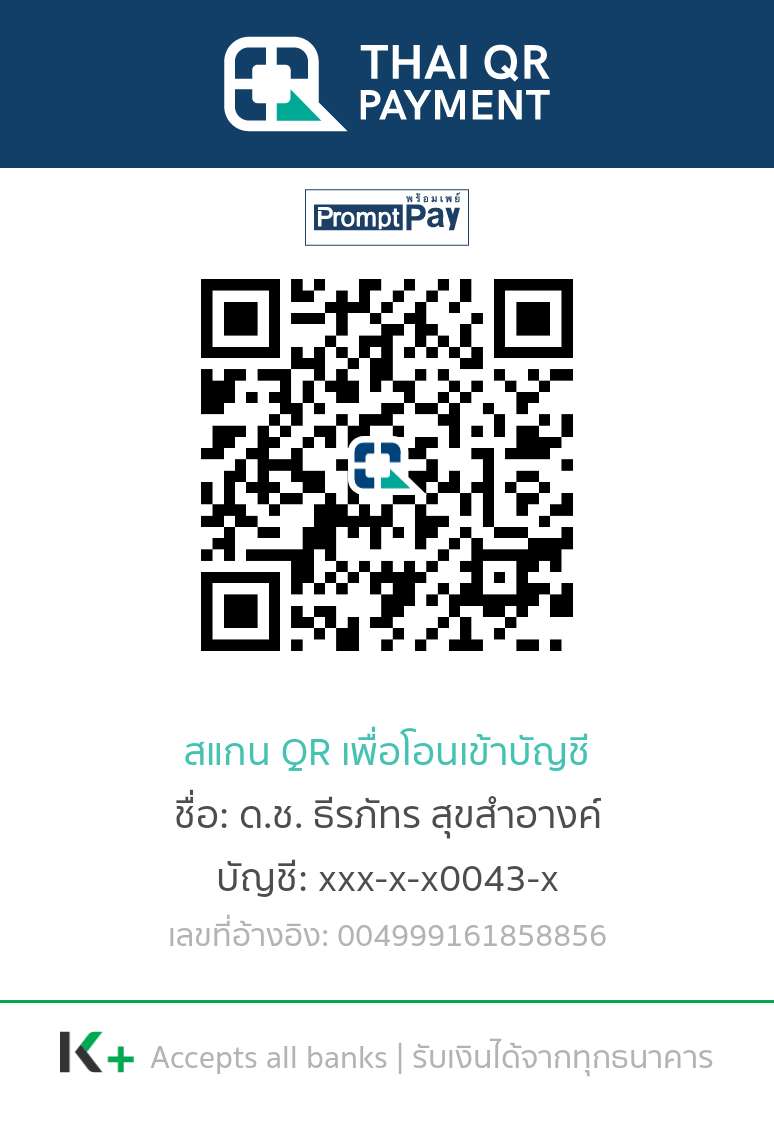 THAI QR
PAYMENT
พร้อมเพย์
PromptPay
สแกน QR เพื่อโอนเข้าบัญชี
ชื่อ: ด.ช. ธีรภัทร สุขสำอางค์
บัญชี: xxx-x-x0043-x
เลขที่อ้างอิง: 004999161858856
K+ Accepts all banks | รับเงินได้จากทุกธนาคาร